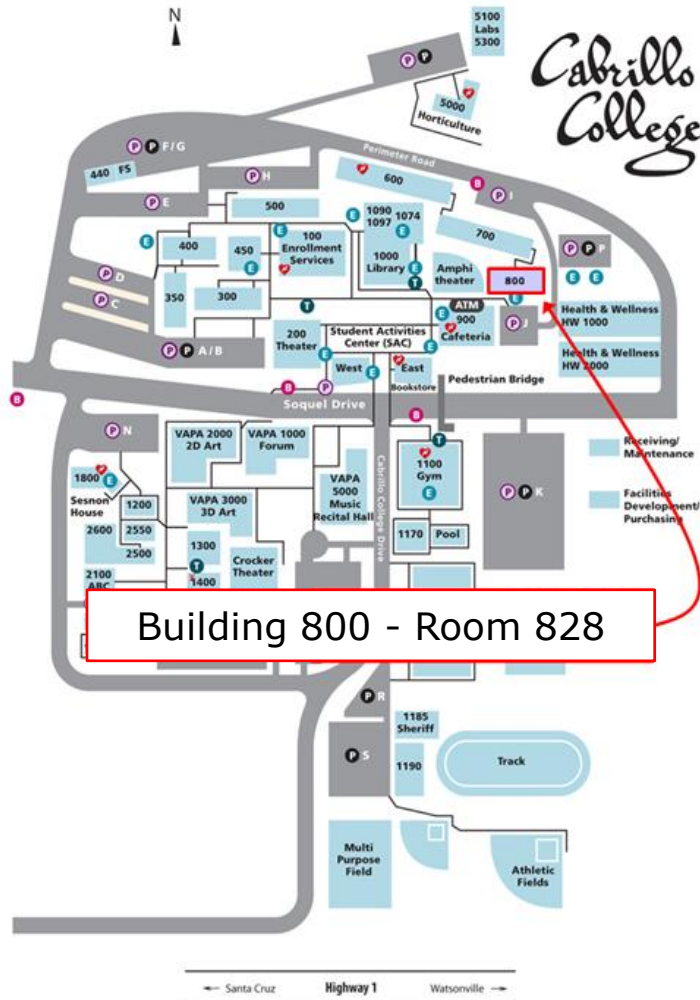 N
5100
Labs
5300
Cabrillo
College
P P
5000
Horticulture
Perimeter Road
P P F/G
440 FS
P H
600
B
P I
P E
500
1090
1097
1074
E
700
P P P
E
400
E
450
E
100
Enrollment
Services
1000
Library
E
E
T
Amphi
theater
800
E
E E
P D
P C
350
300
T
ATM
E
900
Cafeteria
P J
Health & Wellness
HW 1000
200
Theater
Student Activities
Center (SAC)
E
E
Health & Wellness
HW 2000
P P A/B
West
E
East
Bookstore
Pedestrian Bridge
B
B
P
Soquel Drive
B
P N
VAPA 2000
2D Art
VAPA 1000
Forum
T
1100
Gym
E
Receiving/
Maintenance
1800
E
Sesnon
House
VAPA
5000
Music
Recital Hall
Cabrillo College Drive
P P K
Facilities
Development/
Purchasing
1200
VAPA 3000
3D Art
2600
2550
2500
1300
T
1400
Crocker
Theater
1170
Pool
2100
ABC
Building 800 - Room 828
P R
1185
Sheriff
P S
1190
Track
Multi
Purpose
Field
Athletic
Fields
← Santa Cruz Highway 1 Watsonville →